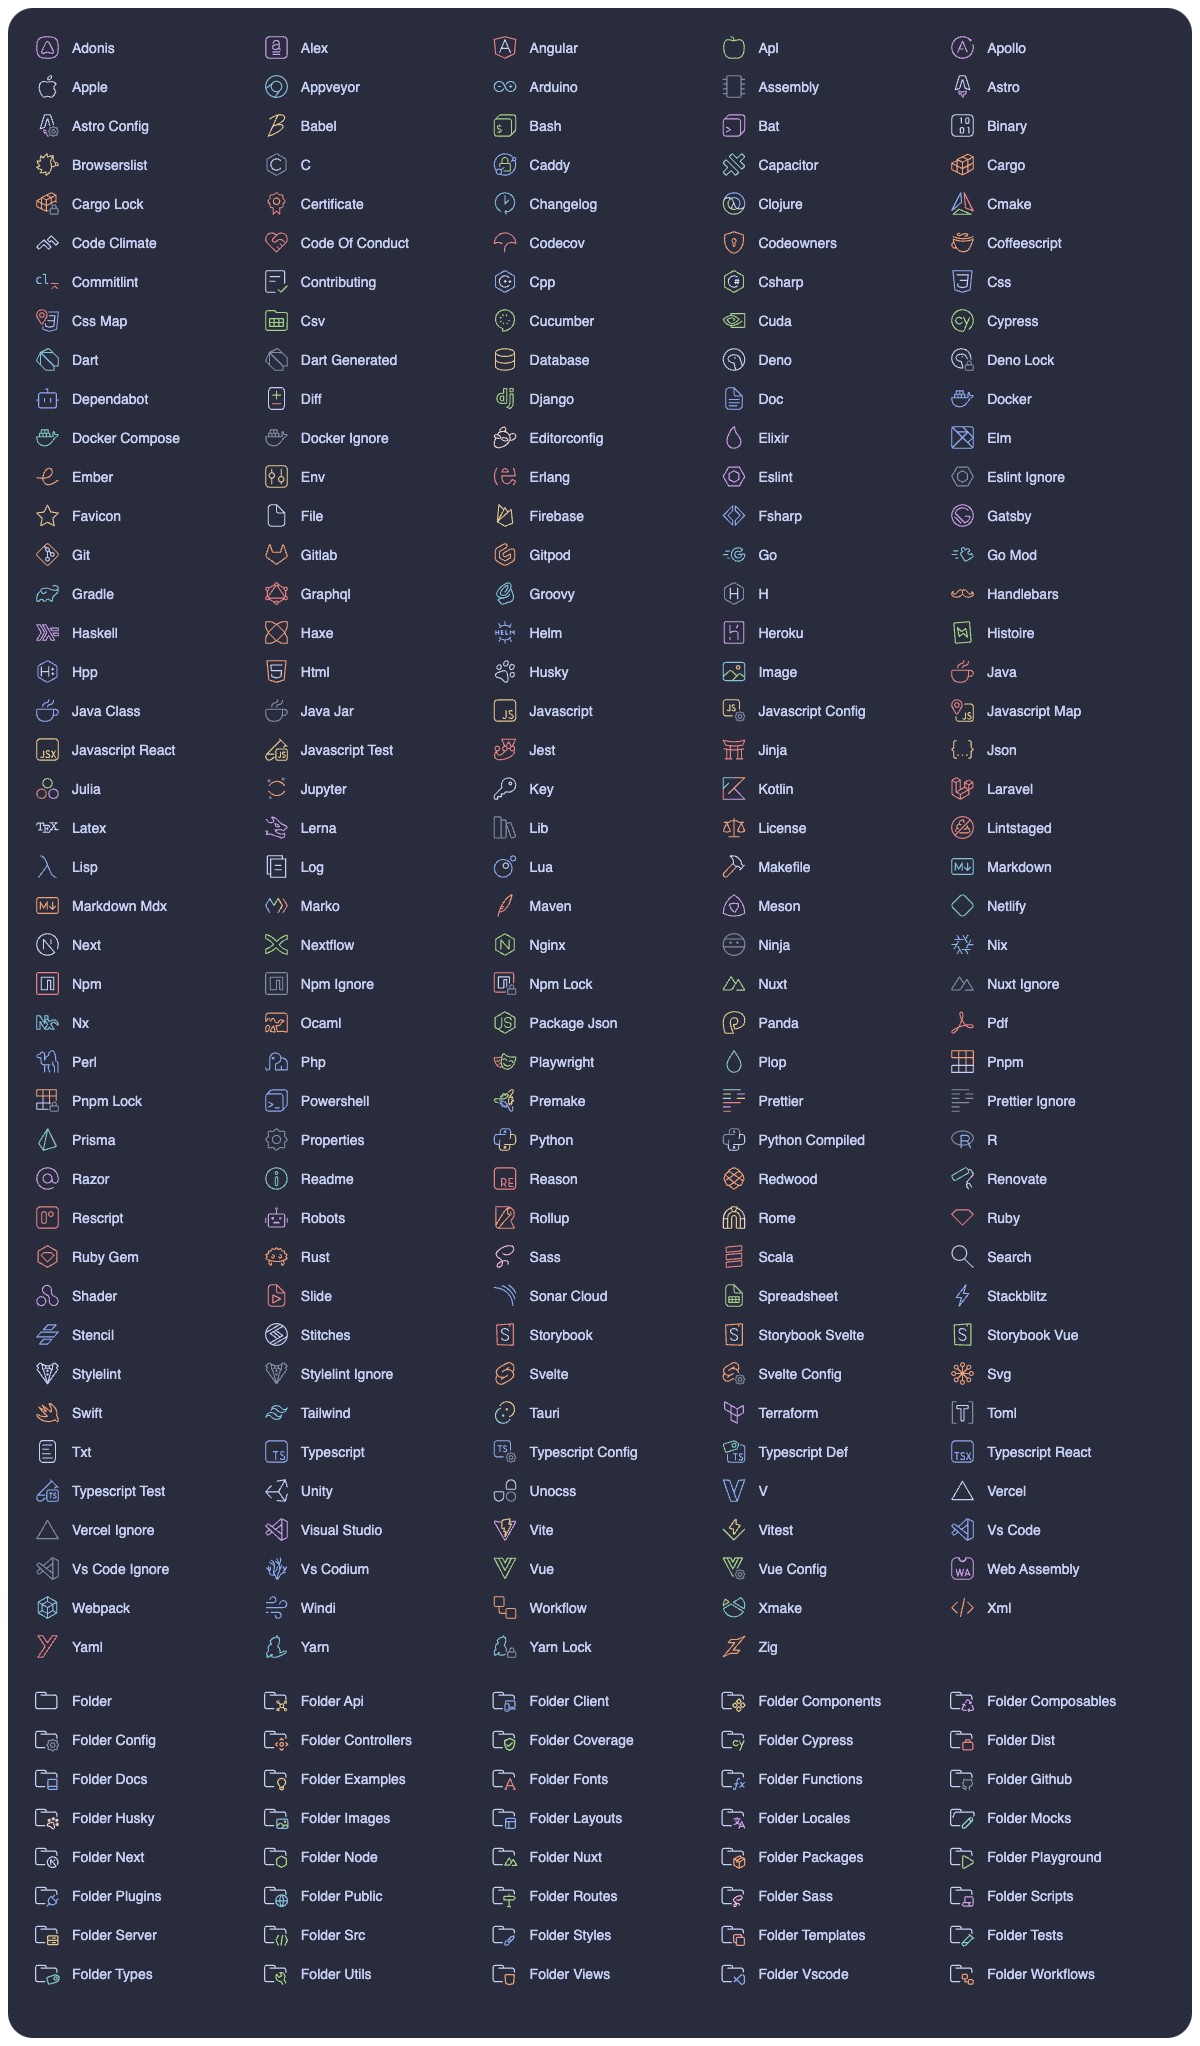 Adonis Alex Angular Apl Apollo
Apple Appveyor Arduino Assembly Astro
Astro Config Babel Bash Bat Binary
Browserslist C Caddy Capacitor Cargo
Cargo Lock Certificate Changelog Clojure Cmake
Code Climate Code Of Conduct Codecov Codeowners Coffeescript
Commitlint Contributing Cpp Csharp Css
Css Map Csv Cucumber Cuda Cypress
Dart Dart Generated Database Deno Deno Lock
Dependabot Diff Django Doc Docker
Docker Compose Docker Ignore Editorconfig Elixir Elm
Ember Env Erlang Eslint Eslint Ignore
Favicon File Firebase Fsharp Gatsby
Git Gitlab Gitpod Go Go Mod
Gradle Graphql Groovy H Handlebars
Haskell Haxe Helm Heroku Histoire
Hpp Html Husky Image Java
Java Class Java Jar Javascript Javascript Config Javascript Map
Javascript React Javascript Test Jest Jinja Json
Julia Jupyter Key Kotlin Laravel
Latex Lerna Lib License Lintstaged
Lisp Log Lua Makefile Markdown
Markdown Mdx Marko Maven Meson Netlify
Next Nextflow Nginx Ninja Nix
Npm Npm Ignore Npm Lock Nuxt Nuxt Ignore
Nx Ocaml Package Json Panda Pdf
Perl Php Playwright Plop Pnpm
Pnpm Lock Powershell Premake Prettier Prettier Ignore
Prisma Properties Python Python Compiled R
Razor Readme Reason Redwood Renovate
Rescript Robots Rollup Rome Ruby
Ruby Gem Rust Sass Scala Search
Shader Slide Sonar Cloud Spreadsheet Stackblitz
Stencil Stitches Storybook Storybook Svelte Storybook Vue
Stylelint Stylelint Ignore Svelte Svelte Config Svg
Swift Tailwind Tauri Terraform Toml
Txt Typescript Typescript Config Typescript Def Typescript React
Typescript Test Unity Unocss V Vercel
Vercel Ignore Visual Studio Vite Vitest Vs Code
Vs Code Ignore Vs Codium Vue Vue Config Web Assembly
Webpack Windi Workflow Xmake Xml
Yaml Yarn Yarn Lock Zig
Folder Folder Api Folder Client Folder Components Folder Composables
Folder Config Folder Controllers Folder Coverage Folder Cypress Folder Dist
Folder Docs Folder Examples Folder Fonts Folder Functions Folder Github
Folder Husky Folder Images Folder Layouts Folder Locales Folder Mocks
Folder Next Folder Node Folder Nuxt Folder Packages Folder Playground
Folder Plugins Folder Public Folder Routes Folder Sass Folder Scripts
Folder Server Folder Src Folder Styles Folder Templates Folder Tests
Folder Types Folder Utils Folder Views Folder Vscode Folder Workflows